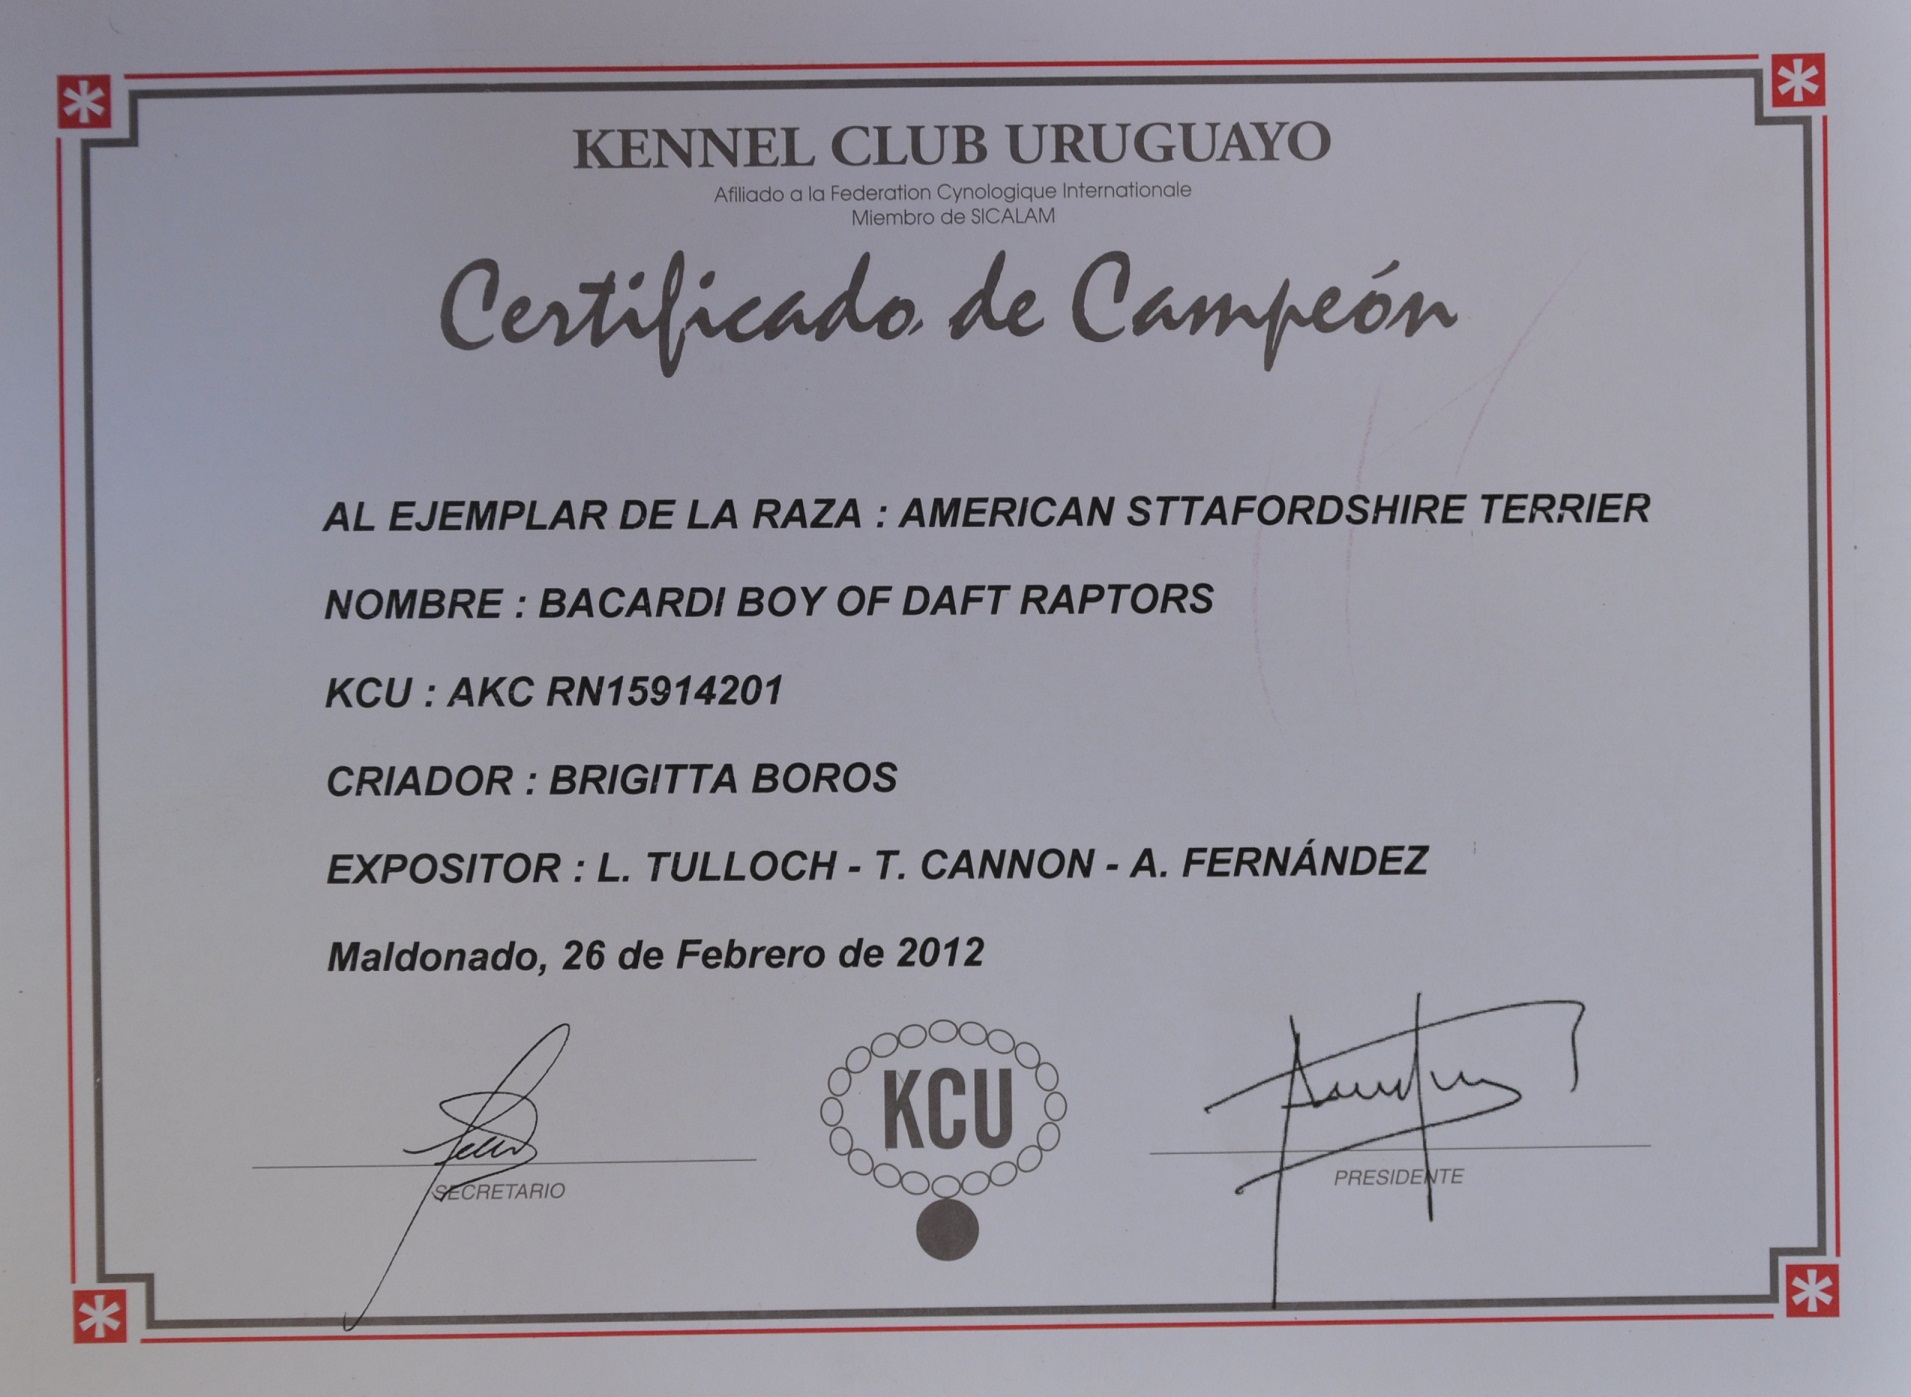 KENNEL CLUB URUGUAYO
Afiliado a la Federation Cynologique Internationale
Miembro de SICALAM
Certificado de Campeón
AL EJEMPLAR DE LA RAZA : AMERICAN STTAFORDSHIRE TERRIER
NOMBRE : BACARDI BOY OF DAFT RAPTORS
KCU : AKC RN15914201
CRIADOR : BRIGITTA BOROS
EXPOSITOR : L. TULLOCH - T. CANNON - A. FERNÁNDEZ
Maldonado, 26 de Febrero de 2012
KCU
SECRETARIO
PRESIDENTE